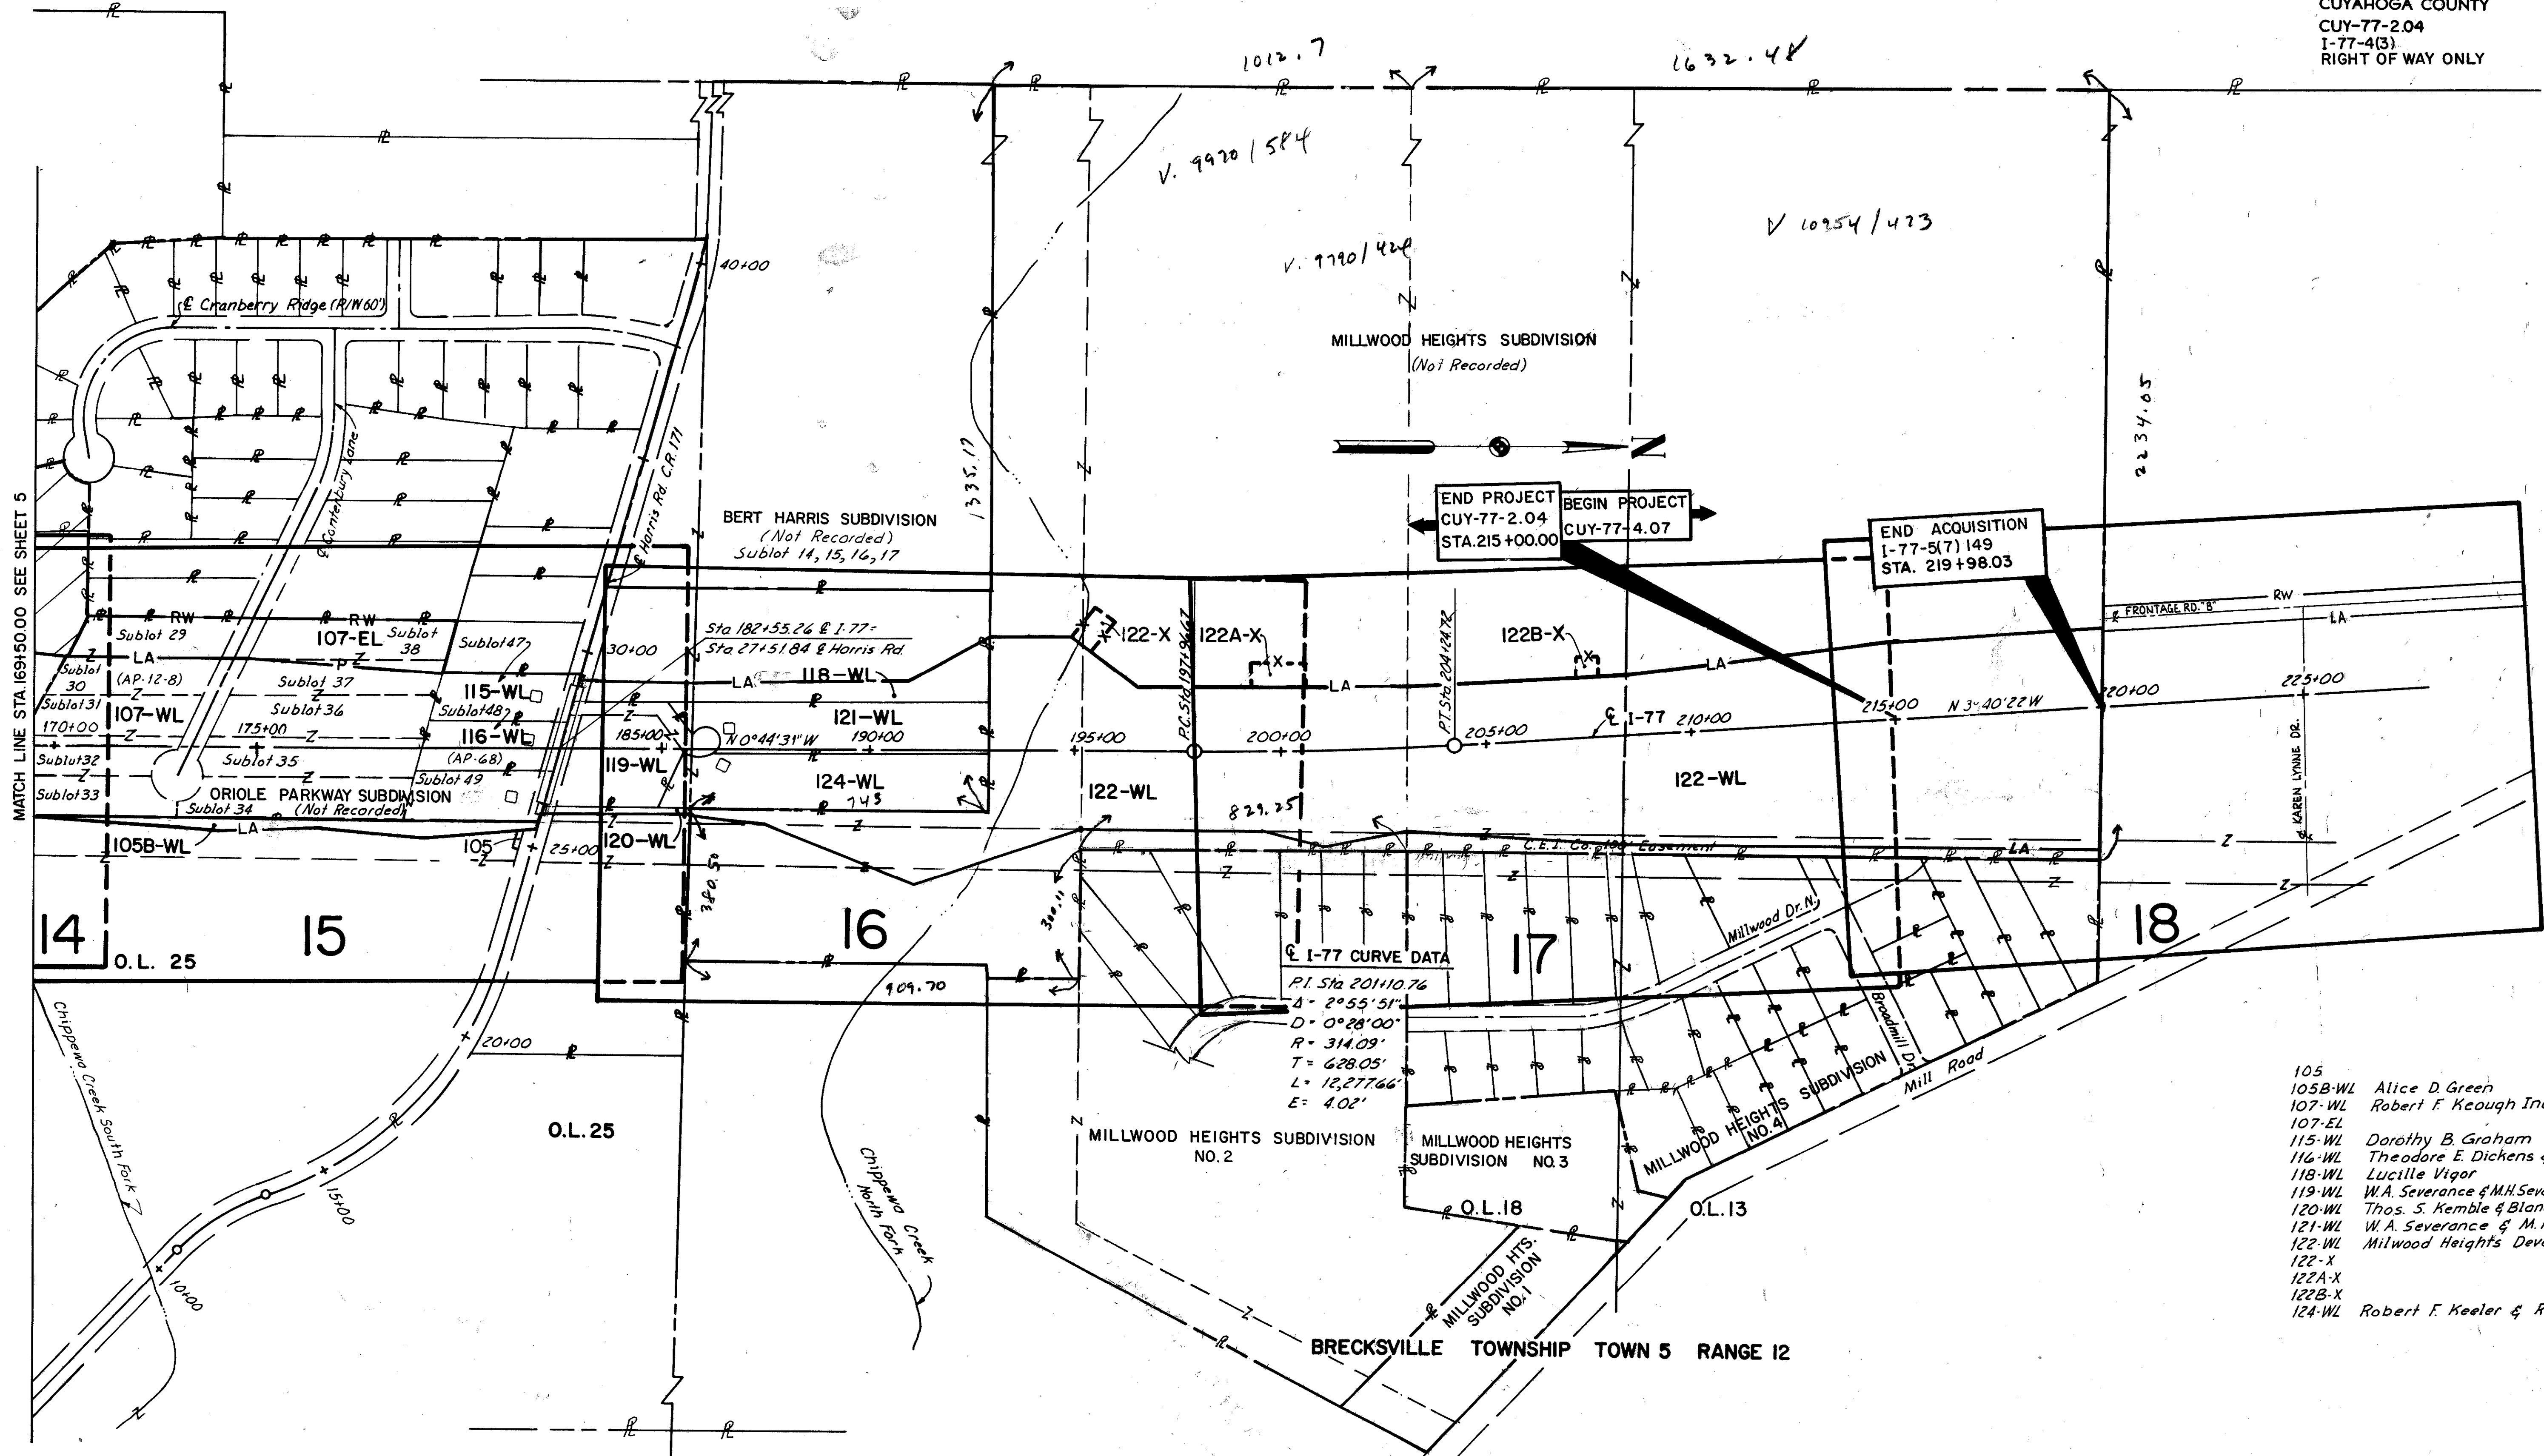 CUYAHOGA COUNTY
CUY-77-2.04
I-77-4(3)
RIGHT OF WAY ONLY
1012.7
1632.48
V. 9920/584
V. 9790/424
V 10954/423
40+00
℄ Cranberry Ridge (R/W 60')
MILLWOOD HEIGHTS SUBDIVISION
(Not Recorded)
℄ Canterbury Lane
℄ Harris Rd. C.R. 171
1335.17
2234.05
MATCH LINE STA. 169+50.00 SEE SHEET 5
BERT HARRIS SUBDIVISION
(Not Recorded)
Sublot 14, 15, 16, 17
END PROJECT
CUY-77-2.04
STA. 215+00.00
BEGIN PROJECT
CUY-77-4.07
END ACQUISITION
I-77-5(7) 149
STA. 219+98.03
FRONTAGE RD. "B"
RW
LA
RW
RW
Sublot 29
107-EL
Sublot
38
Sublot 47
30+00
Sta 182+55.26 ℄ I-77 =
Sta. 27+51.84 ℄ Harris Rd.
122-X
122A-X
122B-X
P.C. Sta 197+96.67
P.T. Sta. 204+24.72
LA
Sublot
30
(AP-12-8)
Sublot 37
115-WL
LA
118-WL
LA
LA
Sublot 31
107-WL
Sublot 36
Sublot 48
121-WL
170+00
175+00
116-WL
185+00
N 0°44'31" W
190+00
195+00
200+00
205+00
℄ I-77
210+00
215+00
N 3°40'22 W
220+00
225+00
Sublut 32
Sublot 35
(AP-68)
119-WL
124-WL
122-WL
122-WL
Sublot 33
Sublot 49
ORIOLE PARKWAY SUBDIVISION
Sublot 34
(Not Recorded)
743
829.25
℄ KAREN LYNNE DR.
LA
105B-WL
105
25+00
120-WL
C.E.I. Co. 100' Easement
LA
380.50
300.11
14
15
16
17
18
O.L. 25
Millwood Dr. N.
909.70
℄ I-77 CURVE DATA
P.I. Sta 201+10.76
Δ = 2°55'51"
D = 0°28'00"
R = 314.09'
T = 628.05'
L = 12,277.66'
E = 4.02'
Broadmill Dr.
Mill Road
Chippewa Creek South Fork
20+00
15+00
10+00
O.L. 25
Chippewa Creek
North Fork
MILLWOOD HEIGHTS SUBDIVISION
NO. 2
MILLWOOD HEIGHTS
SUBDIVISION NO. 3
MILLWOOD HEIGHTS SUBDIVISION
NO. 4
O.L. 18
O.L. 13
MILLWOOD HTS.
SUBDIVISION
NO. 1
BRECKSVILLE TOWNSHIP TOWN 5 RANGE 12
105
105B-WL Alice D. Green
107-WL Robert F. Keough
107-EL
115-WL Dorothy B. Graham
116-WL Theodore E. Dickens &
118-WL Lucille Vigor
119-WL W.A. Severance & M.H.
120-WL Thos. S. Kemble &
121-WL W.A. Severance & M.
122-WL Milwood Heights
122-X
122A-X
122B-X
124-WL Robert F. Keeler &